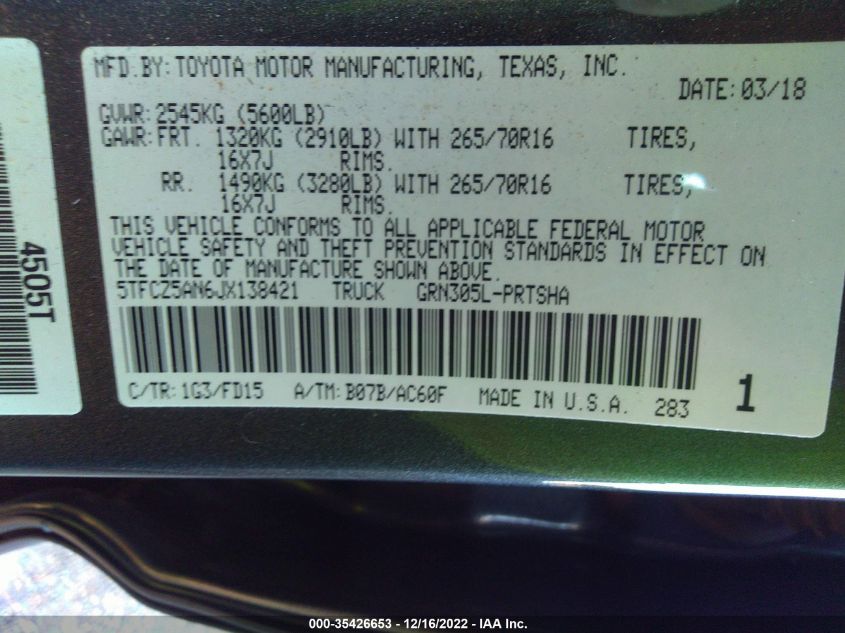 MFD.BY: TOYOTA MOTOR MANUFACTURING, TEXAS, INC.
DATE: 03/18
GVWR: 2545KG (5600LB)
GAWR: FRT. 1320KG (2910LB) WITH 265/70R16 TIRES,
16X7J RIMS.
RR. 1490KG (3280LB) WITH 265/70R16 TIRES,
16X7J RIMS.
THIS VEHICLE CONFORMS TO ALL APPLICABLE FEDERAL MOTOR
VEHICLE SAFETY AND THEFT PREVENTION STANDARDS IN EFFECT ON
THE DATE OF MANUFACTURE SHOWN ABOVE.
5TFCZ5AN6JX138421 TRUCK GRN305L-PRTSHA
C/TR: 1G3/FD15 A/TM: B07B/AC60F MADE IN U.S.A. 283 1
4505T
000-35426653 - 12/16/2022 - IAA Inc.